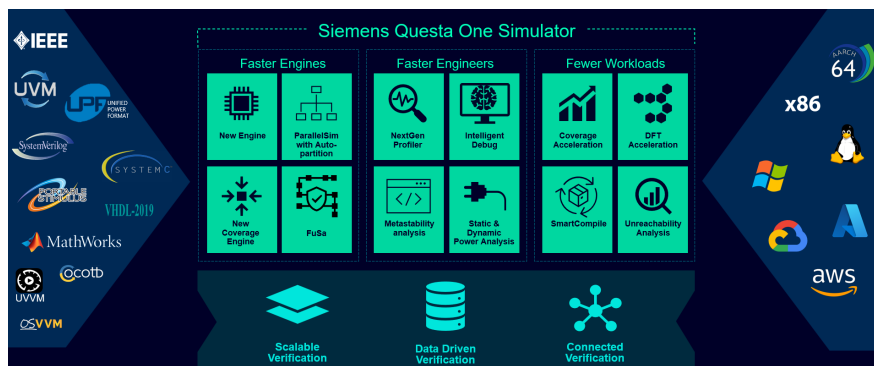 Siemens Questa One Simulator
IEEE
UVM
UPF
UNIFIED
POWER
FORMAT
SystemVerilog
SYSTEM C
PORTABLE
STIMULUS
VHDL-2019
MathWorks
UVVM
cocotb
OSVVM
Faster Engines
New Engine
ParallelSim
with Auto-
partition
New
Coverage
Engine
FuSa
Faster Engineers
NextGen
Profiler
Intelligent
Debug
Metastability
analysis
Static &
Dynamic
Power Analysis
Fewer Workloads
Coverage
Acceleration
DFT
Acceleration
SmartCompile
Unreachability
Analysis
AARCH
64
x86
aws
Scalable
Verification
Data Driven
Verification
Connected
Verification